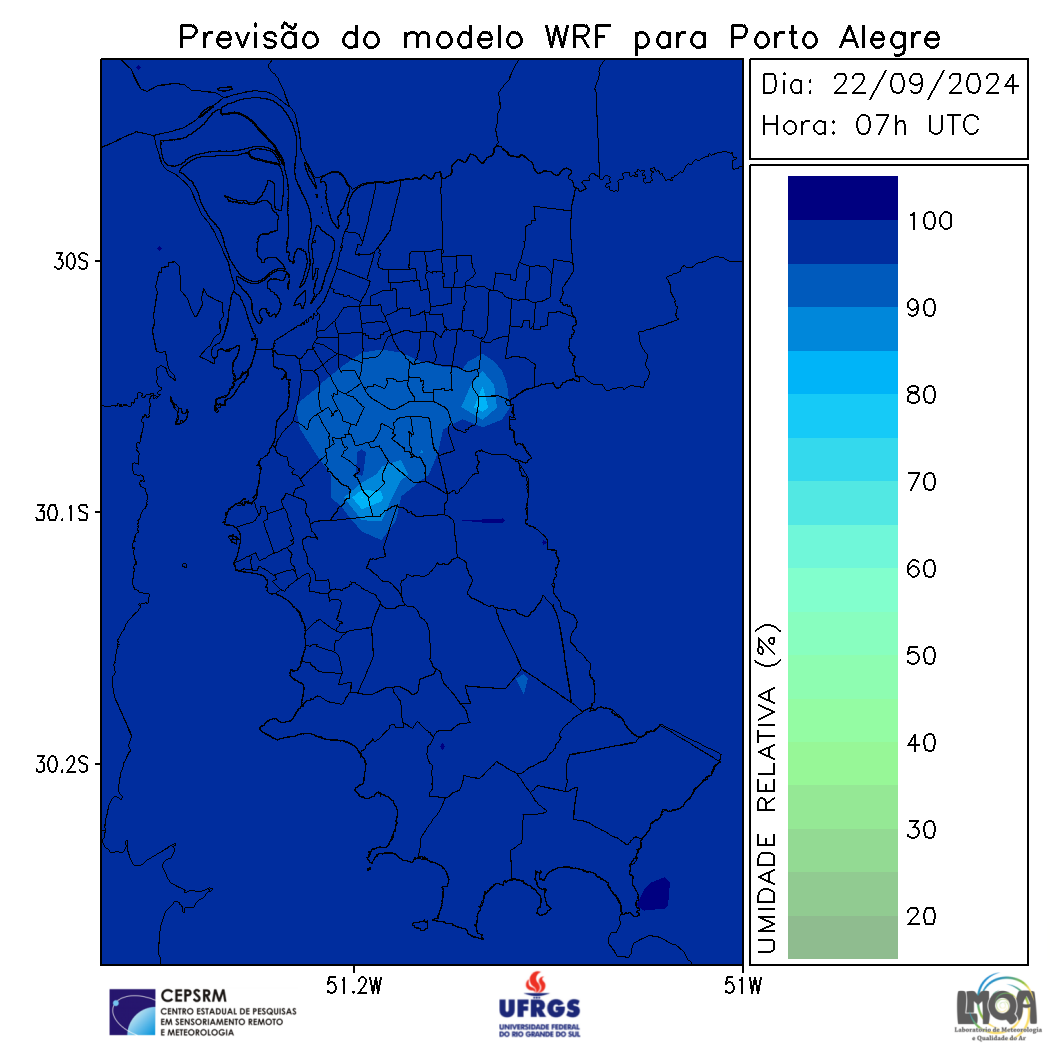 Previsão do modelo WRF para Porto Alegre
Dia: 22/09/2024
Hora: 07h UTC
30S
30.1S
30.2S
51.2W
51W
100
90
80
70
60
50
40
30
20
UMIDADE RELATIVA (%)
CEPSRM
CENTRO ESTADUAL DE PESQUISAS
EM SENSORIAMENTO REMOTO
E METEOROLOGIA
UFRGS
UNIVERSIDADE FEDERAL
DO RIO GRANDE DO SUL
LMQA
Laboratório de Meteorologia
e Qualidade do Ar